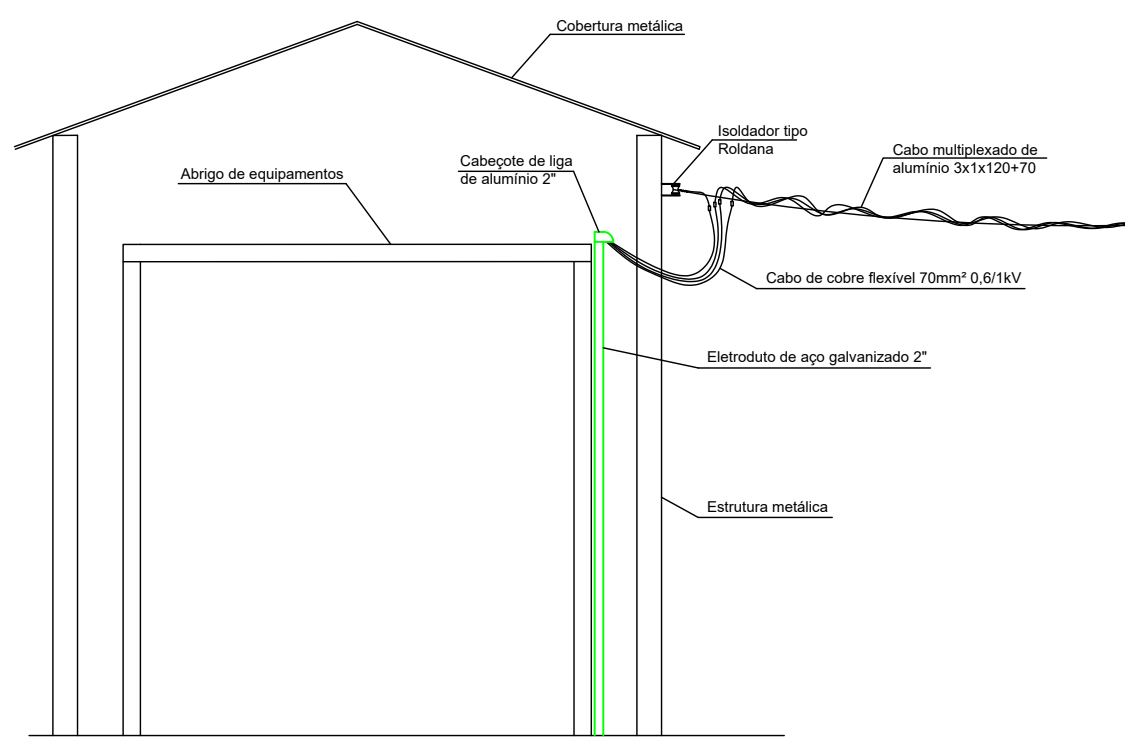 Cobertura metálica
Isoldador tipo
Roldana
Cabo multiplexado de
alumínio 3x1x120+70
Cabeçote de liga
de alumínio 2"
Abrigo de equipamentos
Cabo de cobre flexível 70mm² 0,6/1kV
Eletroduto de aço galvanizado 2"
Estrutura metálica